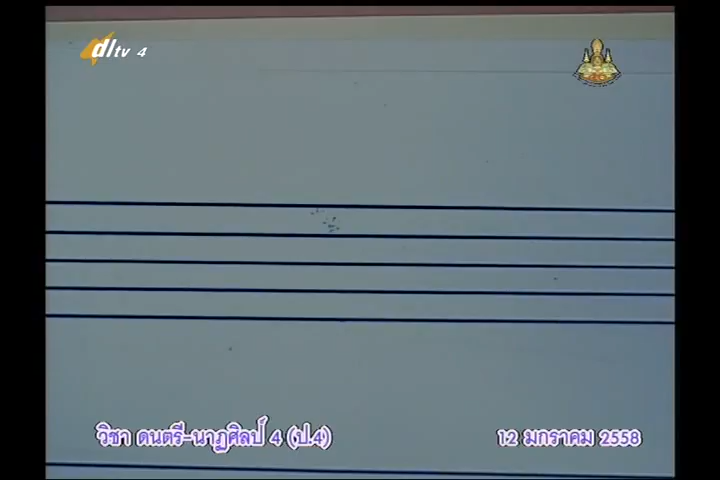 dltv 4
วิชา ดนตรี-นาฏศิลป์ 4 (ป.4)
12 มกราคม 2558